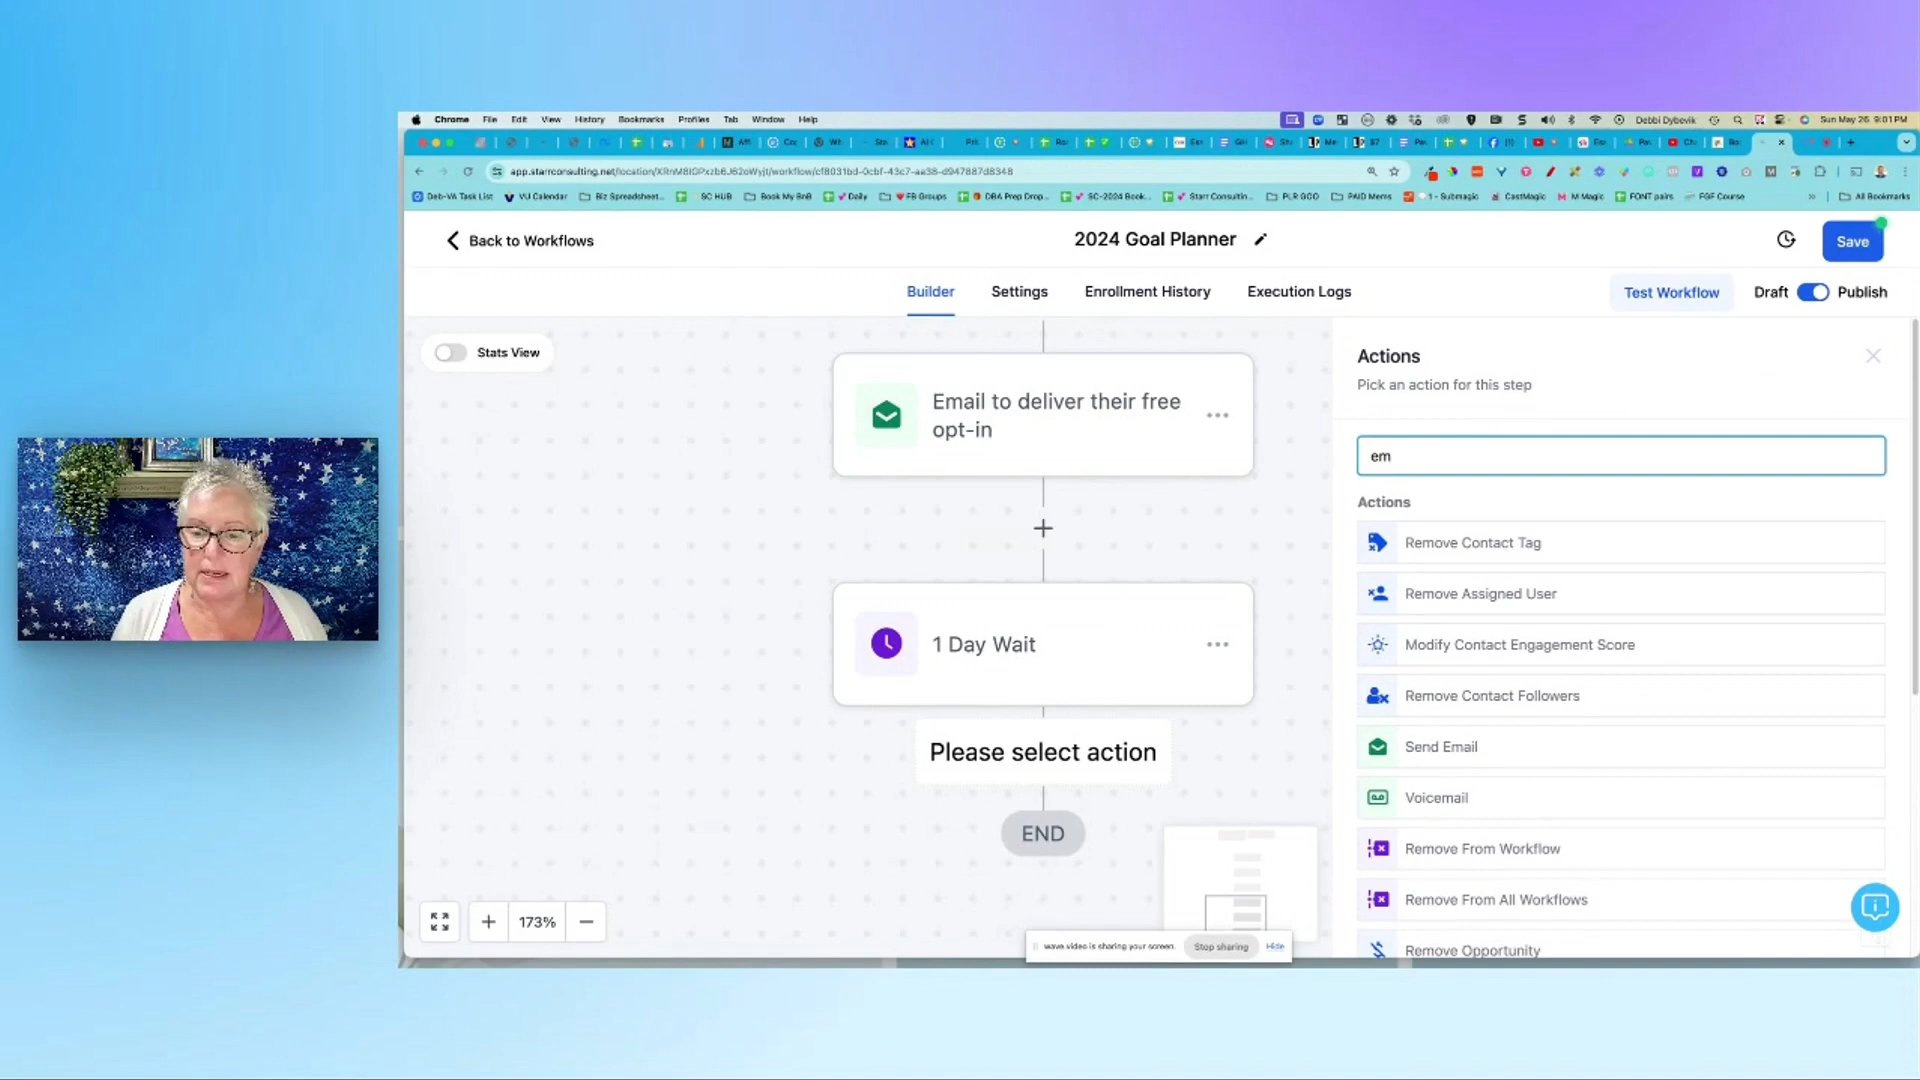 Chrome File Edit View History Bookmarks Profiles Tab Window Help
Debbi Dybevik
Sun May 26 9:01 PM
app.starrconsulting.net/location/XRnM8IGPxzb6J62oWyjt/workflow/cf8031bd-0cbf-43c7-aa38-d947887d8348
Deb-VA Task List VU Calendar Biz Spreadsheet... SC HUB Book My BnB Daily FB Groups DBA Prep Drop... SC-2024 Book... Starr Consultin... PLR GOO PAID Mems 1 - Submagic CastMagic M Magic FONT pairs FGF Course » All Bookmarks
Back to Workflows
2024 Goal Planner
Save
Builder
Settings
Enrollment History
Execution Logs
Test Workflow
Draft
Publish
Stats View
Email to deliver their free
opt-in
1 Day Wait
Please select action
END
173%
Actions
Pick an action for this step
em
Actions
Remove Contact Tag
Remove Assigned User
Modify Contact Engagement Score
Remove Contact Followers
Send Email
Voicemail
Remove From Workflow
Remove From All Workflows
Remove Opportunity
wave.video is sharing your screen.
Stop sharing
Hide